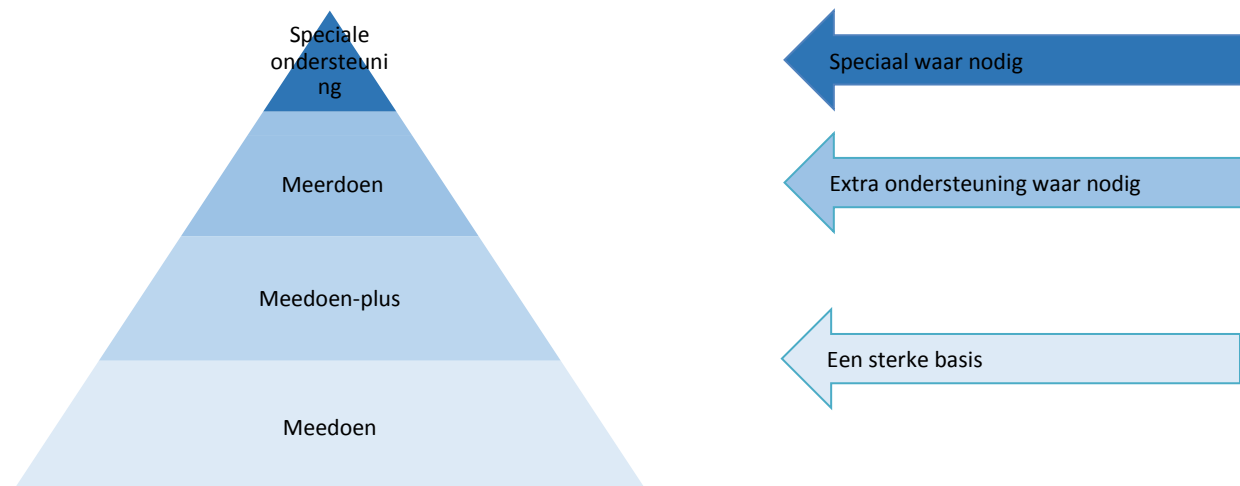 Speciale
ondersteuni
ng
Speciaal waar nodig
Meerdoen
Extra ondersteuning waar nodig
Meedoen-plus
Een sterke basis
Meedoen